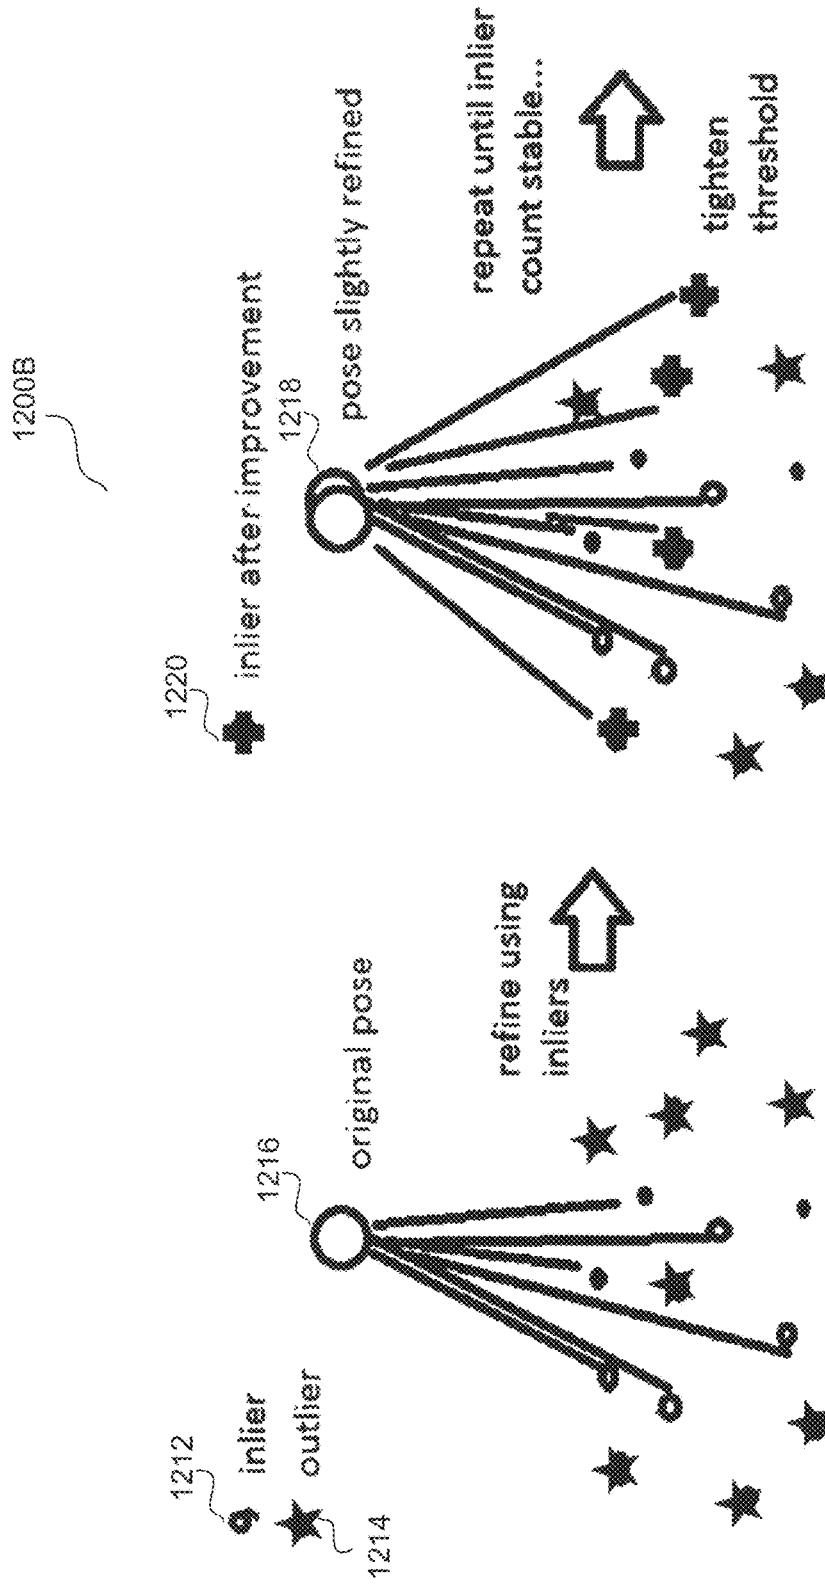 1200B
1212
inlier
outlier
1214
1216
original pose
refine using
inliers
1220
inlier after improvement
1218
pose slightly refined
repeat until inlier
count stable...
tighten
threshold